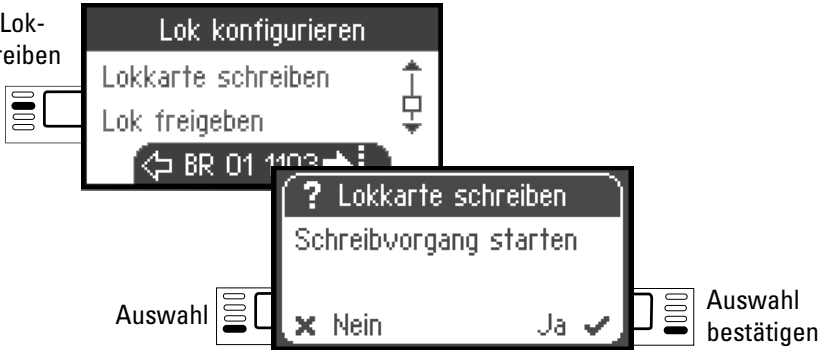 Lok-
reiben
Lok konfigurieren
Lokkarte schreiben
Lok freigeben
BR 01 1103
? Lokkarte schreiben
Schreibvorgang starten
Auswahl
Nein
Ja
Auswahl
bestätigen